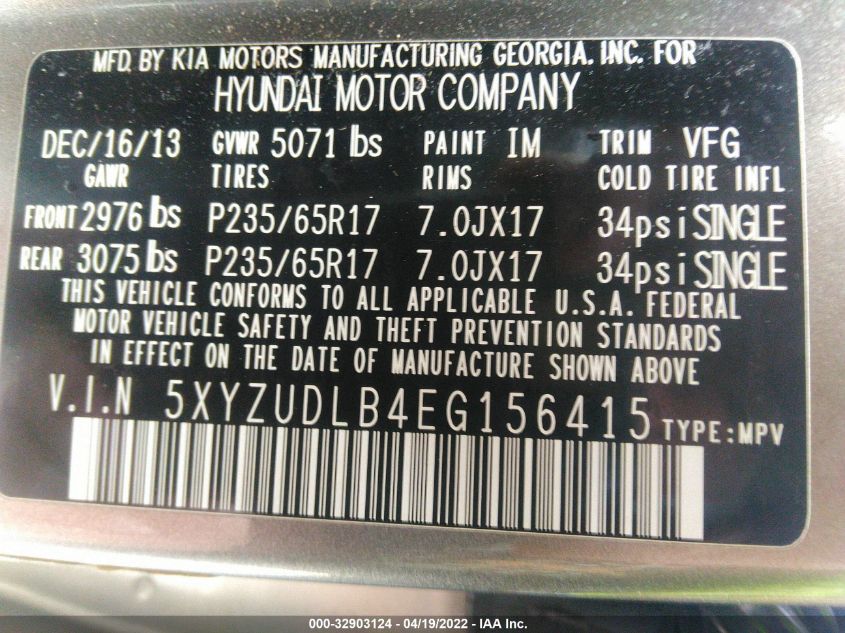 MFD. BY KIA MOTORS MANUFACTURING GEORGIA. INC. FOR
HYUNDAI MOTOR COMPANY
DEC/16/13 GVWR 5071 lbs PAINT IM TRIM VFG
GAWR TIRES RIMS COLD TIRE INFL
FRONT 2976 lbs P235/65R17 7.0JX17 34psi SINGLE
REAR 3075 lbs P235/65R17 7.0JX17 34psi SINGLE
THIS VEHICLE CONFORMS TO ALL APPLICABLE U.S.A. FEDERAL
MOTOR VEHICLE SAFETY AND THEFT PREVENTION STANDARDS
IN EFFECT ON THE DATE OF MANUFACTURE SHOWN ABOVE
V.I.N 5XYZUDLB4EG156415 TYPE:MPV
000-32903124 - 04/19/2022 - IAA Inc.